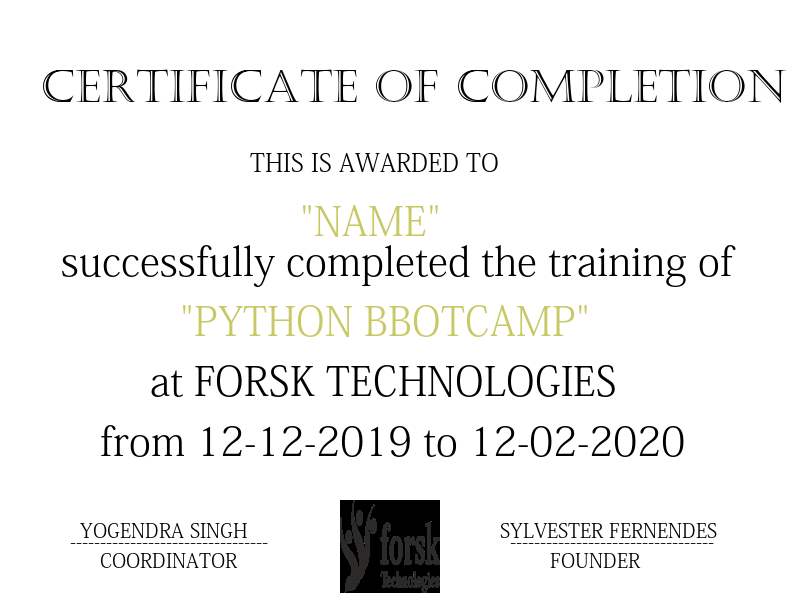 CERTIFICATE OF COMPLETION
THIS IS AWARDED TO
"NAME"
successfully completed the training of
"PYTHON BBOTCAMP"
at FORSK TECHNOLOGIES
from 12-12-2019 to 12-02-2020
YOGENDRA SINGH
COORDINATOR
forsk
Technologies
SYLVESTER FERNENDES
FOUNDER